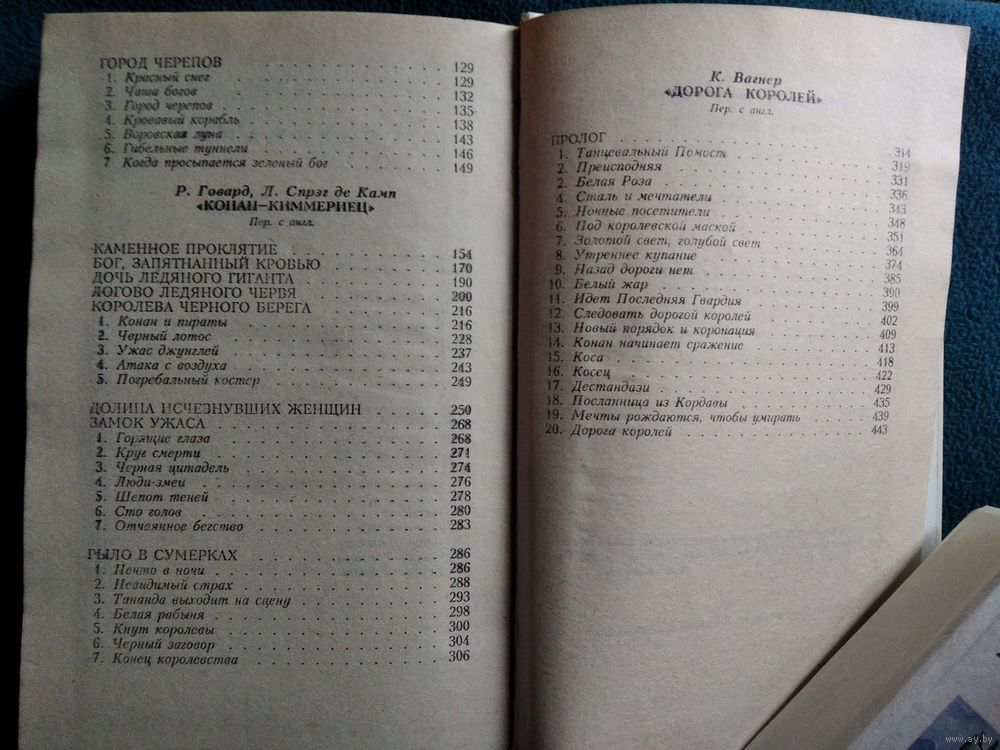 ГОРОД ЧЕРЕПОВ 129
1. Красный снег 129
2. Чаша богов 132
3. Город черепов 135
4. Кровавый корабль 138
5. Воровская луна 143
6. Гибельные туннели 146
7 Когда просыпается зеленый бог 149
Р. Говард, Л. Спрэг де Камп
«КОНАН–КИММЕРИЕЦ»
Пер. с англ.
КАМЕННОЕ ПРОКЛЯТИЕ 154
БОГ, ЗАПЯТНАННЫЙ КРОВЬЮ 170
ДОЧЬ ЛЕДЯНОГО ГИГАНТА 190
ЛОГОВО ЛЕДЯНОГО ЧЕРВЯ 200
КОРОЛЕВА ЧЕРНОГО БЕРЕГА 216
1. Конан и пираты 216
2. Черный лотос 228
3. Ужас джунглей 237
4. Атака с воздуха 243
5. Погребальный костер 249
ДОЛИНА ИСЧЕЗНУВШИХ ЖЕНЩИН 250
ЗАМОК УЖАСА 268
1. Горящие глаза 268
2. Круг смерти 271
3. Черная цитадель 274
4. Люди-змеи 276
5. Шепот теней 278
6. Сто голов 280
7. Отчаянное бегство 283
РЫЛО В СУМЕРКАХ 286
1. Нечто в ночи 286
2. Невидимый страх 288
3. Тананда выходит на сцену 293
4. Белая рабыня 298
5. Кнут королевы 300
6. Черный заговор 304
7. Конец королевства 306
К. Вагнер
«ДОРОГА КОРОЛЕЙ»
Пер. с англ.
ПРОЛОГ
1. Танцевальный Помост 314
2. Преисподняя 319
2. Белая Роза 331
4. Сталь и мечтатели 336
5. Ночные посетители 343
6. Под королевской маской 348
7. Золотой свет, голубой свет 351
8. Утреннее купание 364
9. Назад дороги нет 374
10. Белый жар 385
11. Идет Последняя Гвардия 390
12. Следовать дорогой королей 399
13. Новый порядок и коронация 402
14. Конан начинает сражение 409
15. Коса 413
16. Косец 418
17. Дестандази 422
18. Посланница из Кордавы 429
19. Мечты рождаются, чтобы умирать 435
20. Дорога королей 439
443
www.ay.by